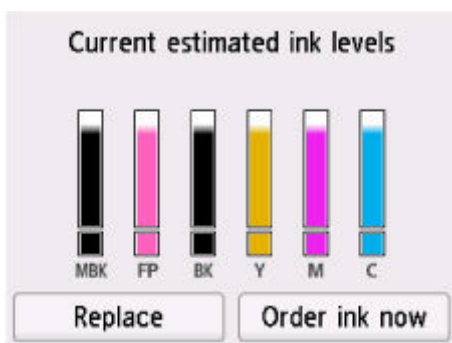 Current estimated ink levels
MBK FP BK Y M C
Replace Order ink now